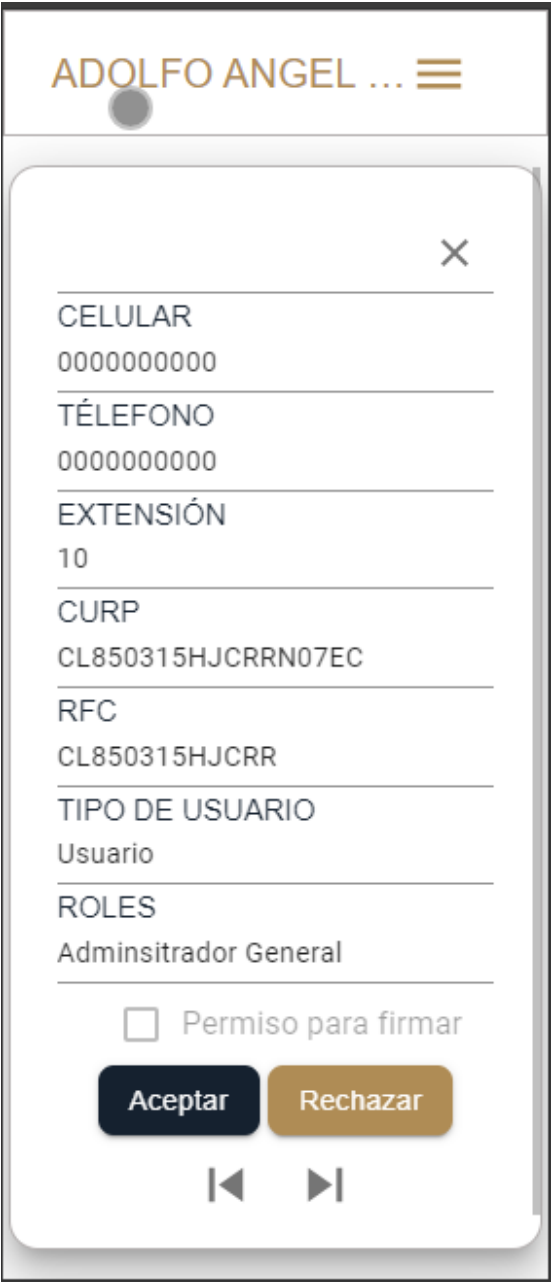 ADOLFO ANGEL ...
CELULAR
0000000000
TÉLEFONO
0000000000
EXTENSIÓN
10
CURP
CL850315HJCRRN07EC
RFC
CL850315HJCRR
TIPO DE USUARIO
Usuario
ROLES
Adminsitrador General
Permiso para firmar
Aceptar Rechazar